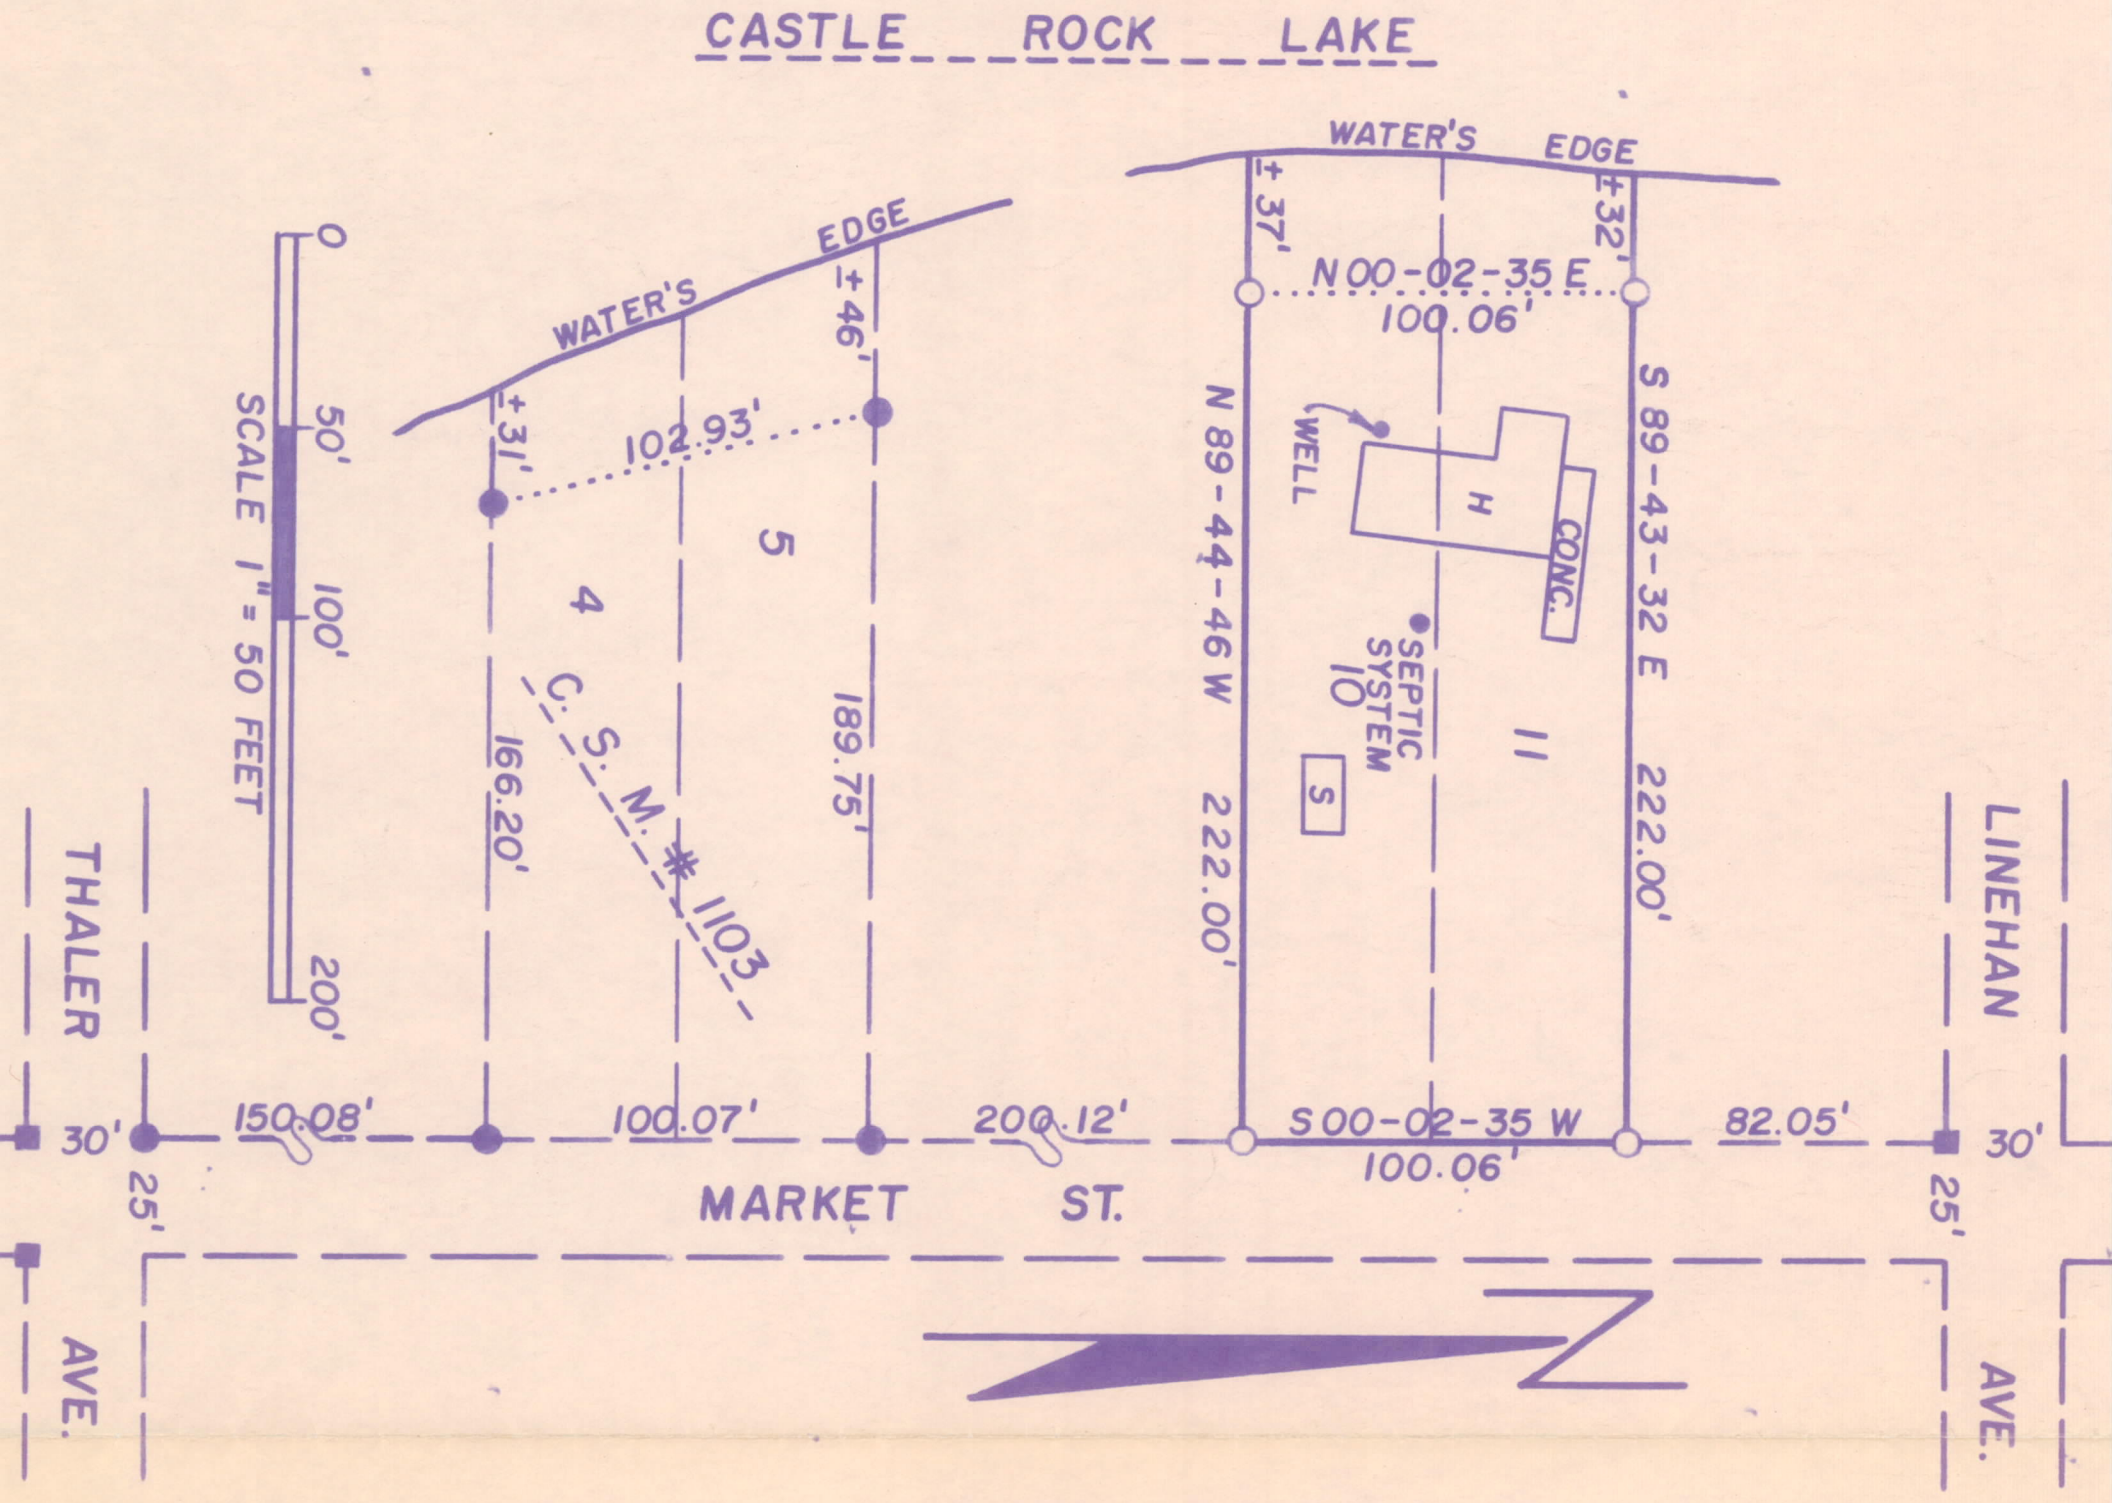 CASTLE ROCK LAKE
WATER'S EDGE
± 37'
± 32'
N 00-02-35 E
100.06'
WATER'S EDGE
± 46'
± 31'
102.93'
0
50'
100'
200'
SCALE 1" = 50 FEET
5
4
C. S. M. # 1103
166.20'
189.75'
N 89-44-46 W 222.00'
S 89-43-32 E 222.00'
WELL
H
CONC.
SEPTIC
SYSTEM
10
11
S
THALER AVE.
LINEHAN AVE.
30'
150.08'
100.07'
200.12'
S 00-02-35 W
100.06'
82.05'
30'
25'
25'
MARKET ST.
N